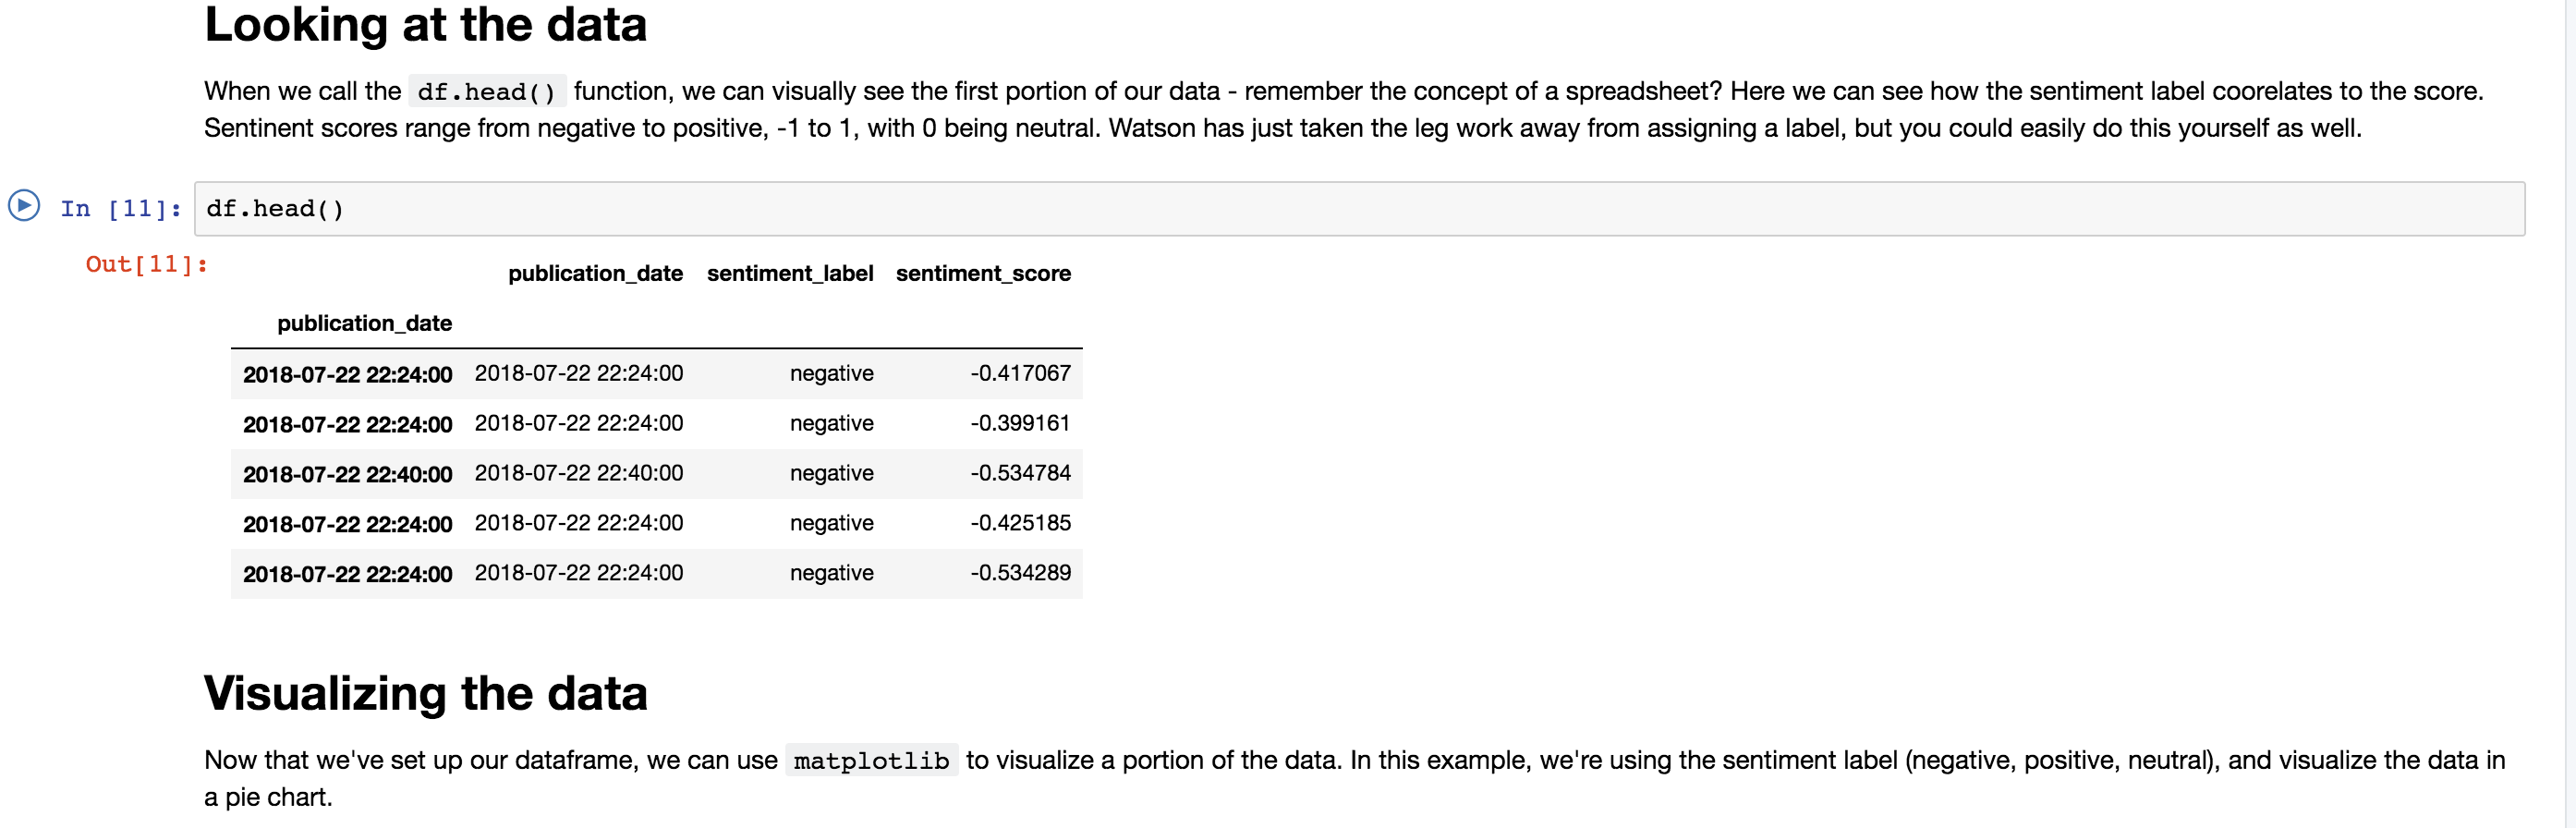 Looking at the data
When we call the df.head() function, we can visually see the first portion of our data - remember the concept of a spreadsheet? Here we can see how the sentiment label coorelates to the score.
Sentinent scores range from negative to positive, -1 to 1, with 0 being neutral. Watson has just taken the leg work away from assigning a label, but you could easily do this yourself as well.
In [11]: df.head()
Out[11]:
publication_date sentiment_label sentiment_score
publication_date
2018-07-22 22:24:00 2018-07-22 22:24:00 negative -0.417067
2018-07-22 22:24:00 2018-07-22 22:24:00 negative -0.399161
2018-07-22 22:40:00 2018-07-22 22:40:00 negative -0.534784
2018-07-22 22:24:00 2018-07-22 22:24:00 negative -0.425185
2018-07-22 22:24:00 2018-07-22 22:24:00 negative -0.534289
Visualizing the data
Now that we've set up our dataframe, we can use matplotlib to visualize a portion of the data. In this example, we're using the sentiment label (negative, positive, neutral), and visualize the data in
a pie chart.